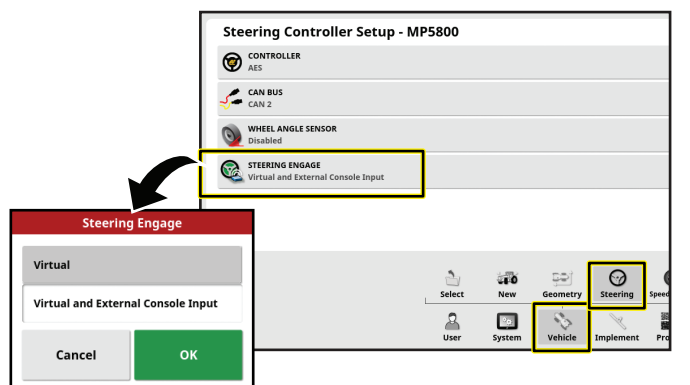 Steering Controller Setup - MP5800
CONTROLLER
AES
CAN BUS
CAN 2
WHEEL ANGLE SENSOR
Disabled
STEERING ENGAGE
Virtual and External Console Input
Steering Engage
Virtual
Virtual and External Console Input
Cancel OK
Select New Geometry Steering Speed
User System Vehicle Implement Pro